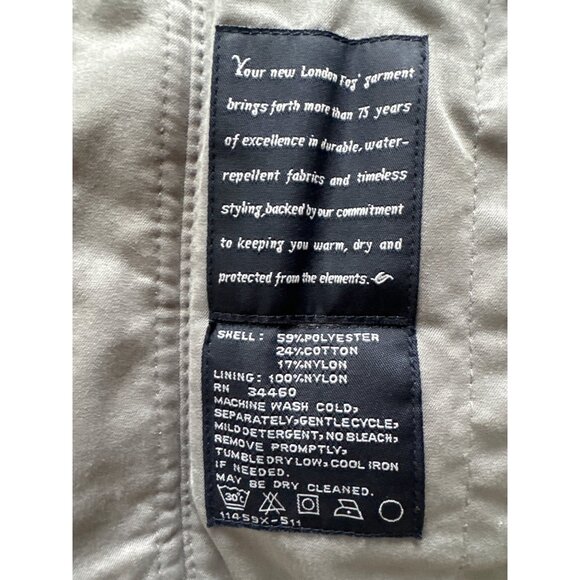 Your new London Fog® garment
brings forth more than 75 years
of excellence in durable, water-
repellent fabrics and timeless
styling, backed by our commitment
to keeping you warm, dry and
protected from the elements.
SHELL: 59%POLYESTER
24%COTTON
17%NYLON
LINING: 100%NYLON
RN 34460
MACHINE WASH COLD,
SEPARATELY, GENTLE CYCLE,
MILD DETERGENT, NO BLEACH,
REMOVE PROMPTLY,
TUMBLE DRY LOW, COOL IRON
IF NEEDED.
MAY BE DRY CLEANED.
30°C
11459X-511